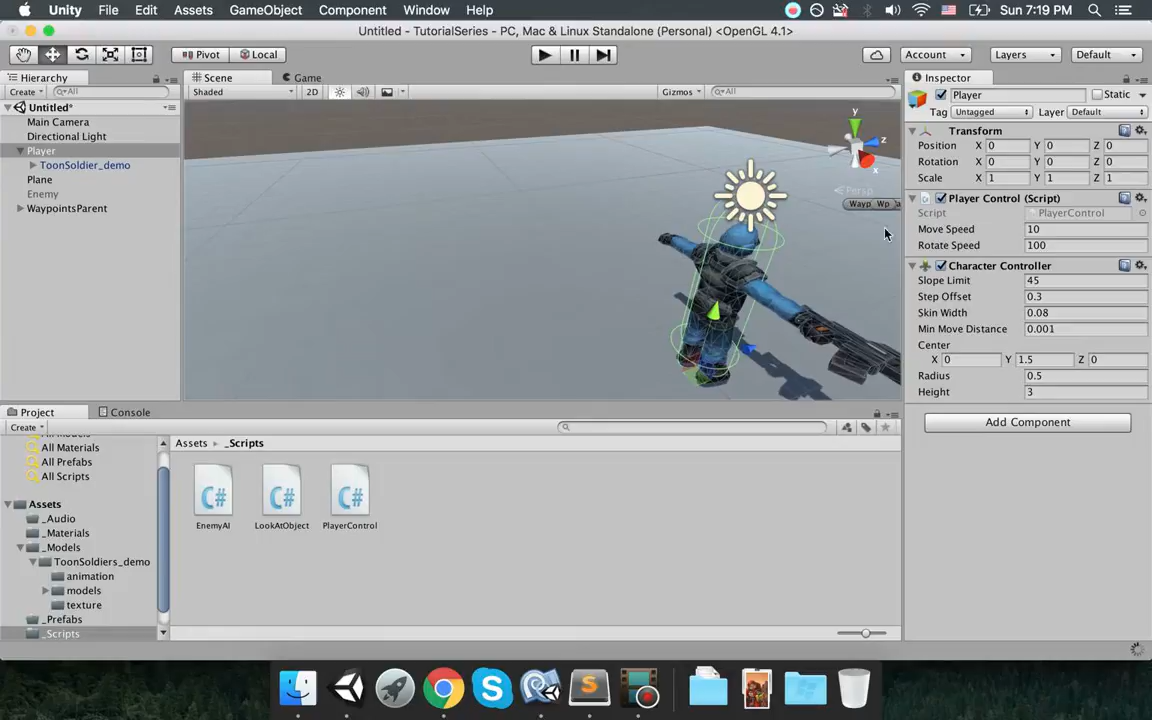 Unity File Edit Assets GameObject Component Window Help Sun 7:19 PM
Untitled - TutorialSeries - PC, Mac & Linux Standalone (Personal) <OpenGL 4.1>
Pivot Local Account Layers Default
Hierarchy
Create All
Untitled*
Main Camera
Directional Light
Player
ToonSoldier_demo
Plane
Enemy
WaypointsParent
Scene Game
Shaded 2D Gizmos All
y
z
x
Persp
Wayp Wp
Inspector
Player Static
Tag Untagged Layer Default
Transform
Position X 0 Y 0 Z 0
Rotation X 0 Y 0 Z 0
Scale X 1 Y 1 Z 1
Player Control (Script)
Script PlayerControl
Move Speed 10
Rotate Speed 100
Character Controller
Slope Limit 45
Step Offset 0.3
Skin Width 0.08
Min Move Distance 0.001
Center
X 0 Y 1.5 Z 0
Radius 0.5
Height 3
Add Component
Project Console
Create
All Materials
All Prefabs
All Scripts
Assets
_Audio
_Materials
_Models
ToonSoldiers_demo
animation
models
texture
_Prefabs
_Scripts
Assets _Scripts
C# C# C#
EnemyAI LookAtObject PlayerControl